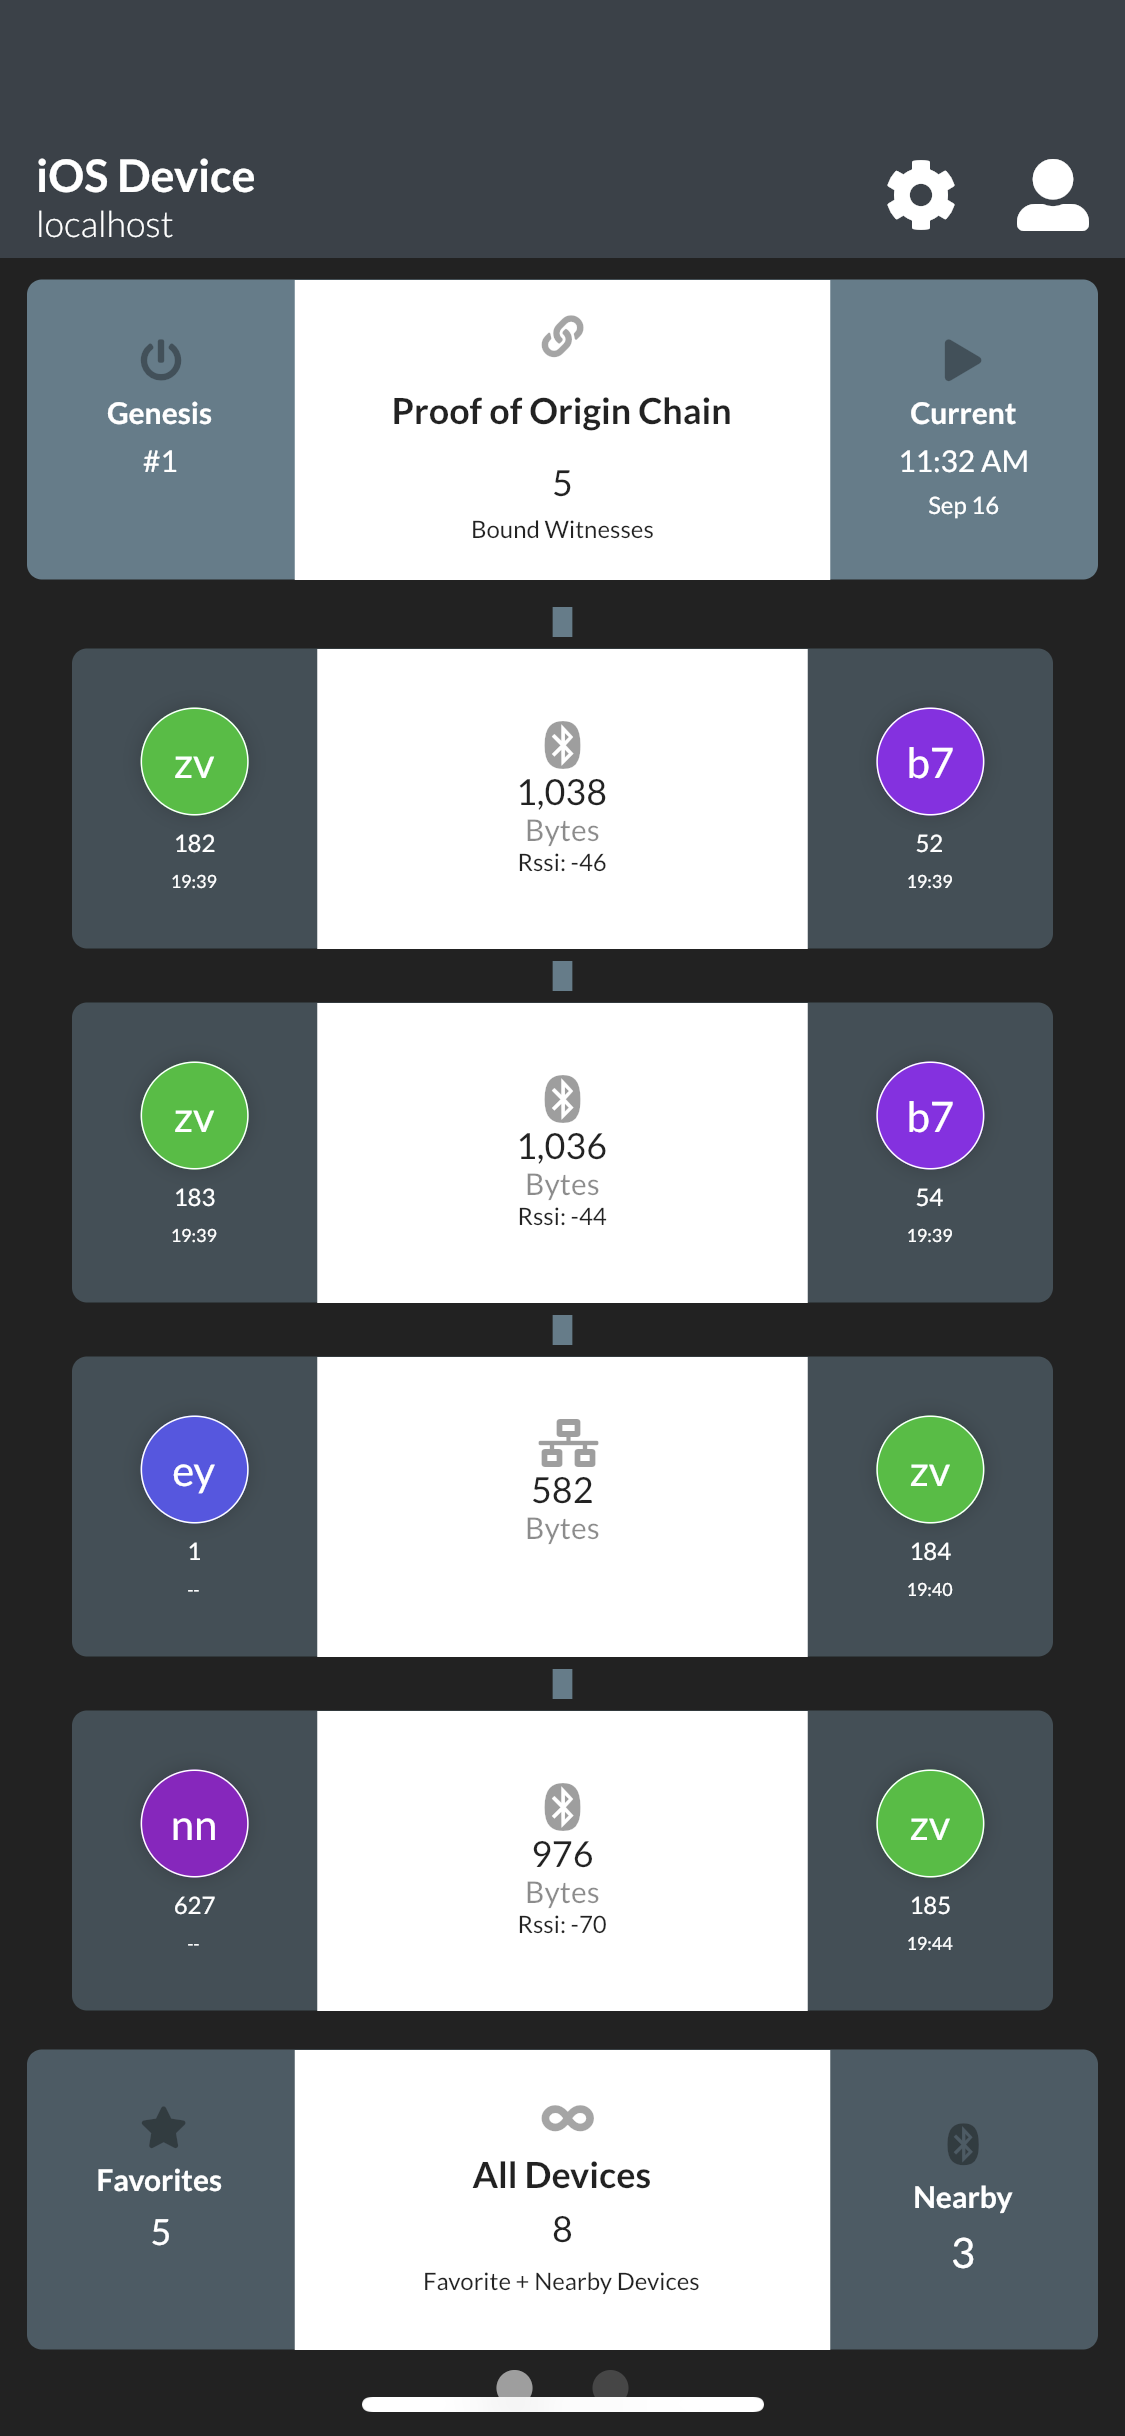 iOS Device
localhost
Genesis
#1
Proof of Origin Chain
5
Bound Witnesses
Current
11:32 AM
Sep 16
zv
182
19:39
1,038
Bytes
Rssi: -46
b7
52
19:39
zv
183
19:39
1,036
Bytes
Rssi: -44
b7
54
19:39
ey
1
--
582
Bytes
zv
184
19:40
nn
627
--
976
Bytes
Rssi: -70
zv
185
19:44
Favorites
5
All Devices
8
Favorite + Nearby Devices
Nearby
3